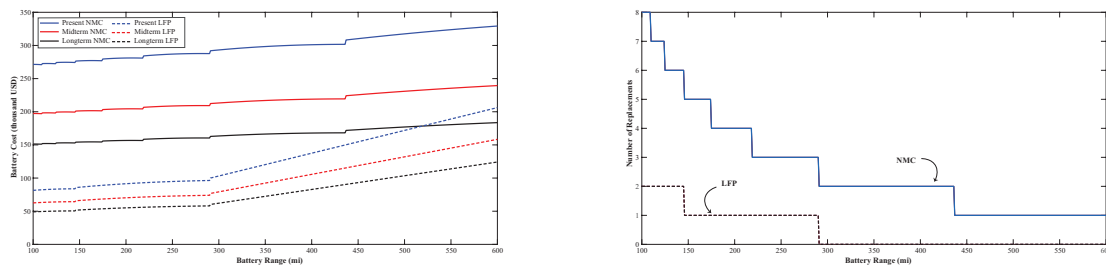 350
300
250
200
150
100
50
0
Battery Cost (thousand USD)
Present NMC
Present LFP
Midterm NMC
Midterm LFP
Longterm NMC
Longterm LFP
100 150 200 250 300 350 400 450 500 550 600
Battery Range (mi)
8
7
6
5
4
3
2
1
0
Number of Replacements
NMC
LFP
100 150 200 250 300 350 400 450 500 550 600
Battery Range (mi)